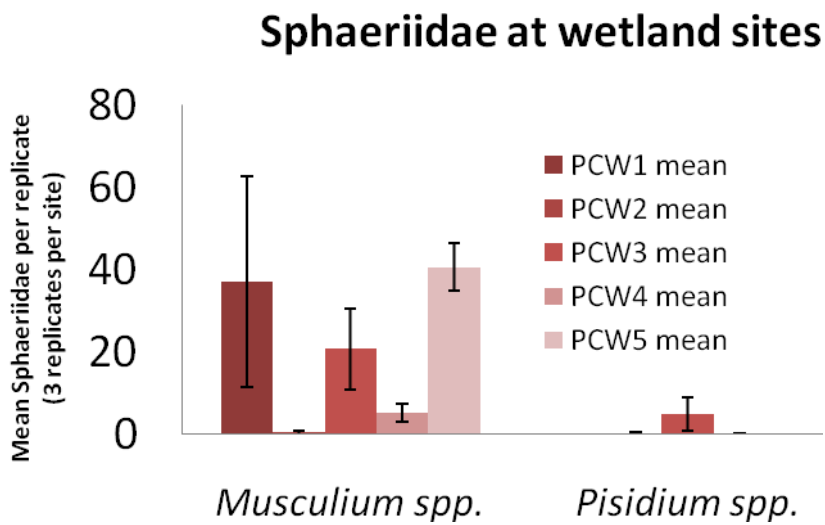 Sphaeriidae at wetland sites
Mean Sphaeriidae per replicate
(3 replicates per site)
80
60
40
20
0
PCW1 mean
PCW2 mean
PCW3 mean
PCW4 mean
PCW5 mean
Musculium spp.
Pisidium spp.